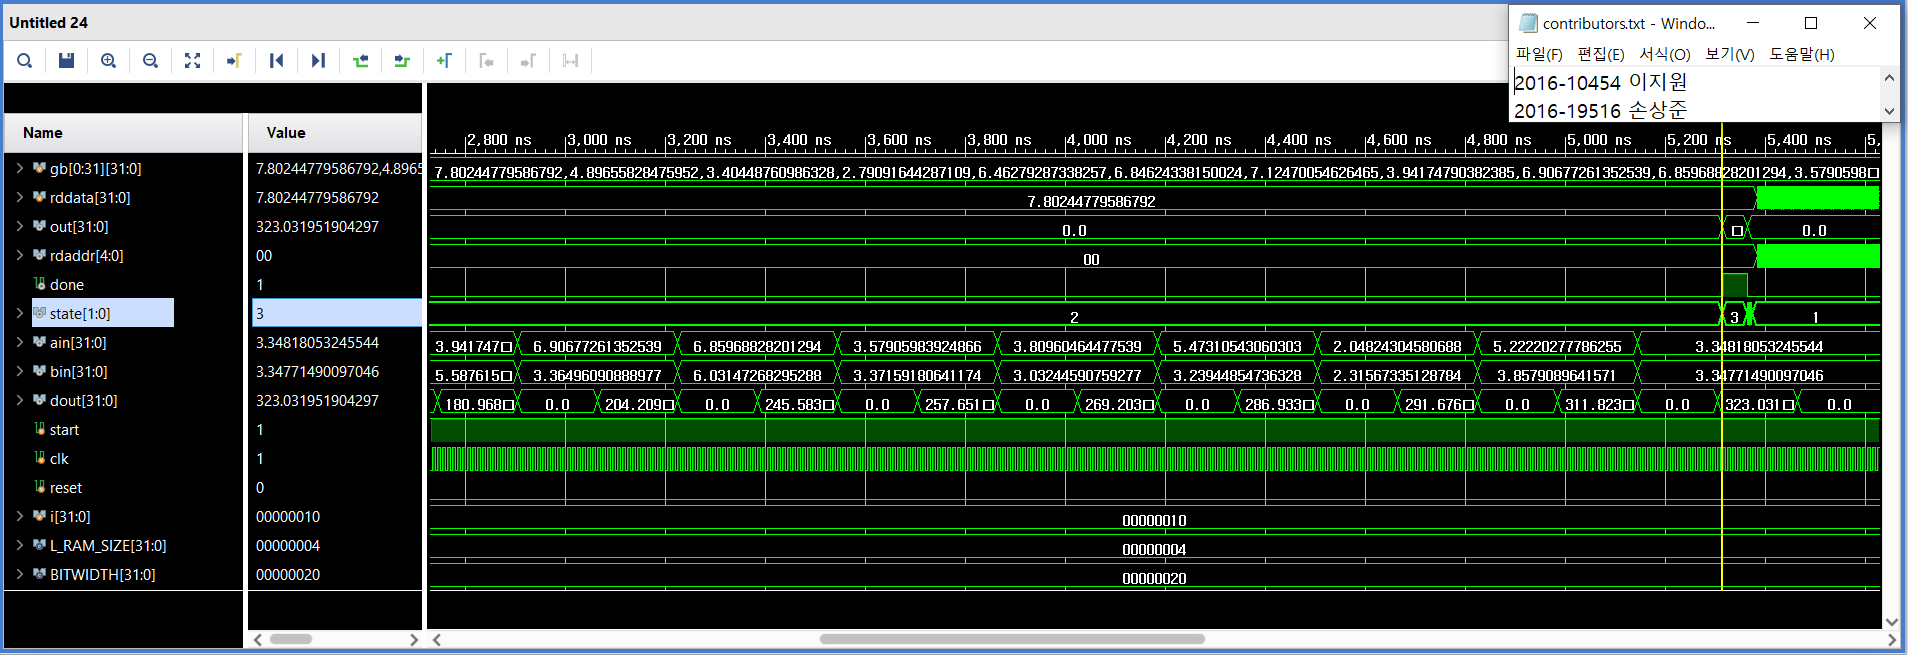 Untitled 24
contributors.txt - Windo...
파일(F) 편집(E) 서식(O) 보기(V) 도움말(H)
2016-10454 이지원
2016-19516 손상준
Name Value
2,800 ns 3,000 ns 3,200 ns 3,400 ns 3,600 ns 3,800 ns 4,000 ns 4,200 ns 4,400 ns 4,600 ns 4,800 ns 5,000 ns 5,200 ns 5,400 ns 5,
gb[0:31][31:0] 7.80244779586792,4.8965 7.80244779586792,4.89655828475952,3.40448760986328,2.79091644287109,6.46279287338257,6.84624338150024,7.12470054626465,3.94174790382385,6.90677261352539,6.85968828201294,3.5790598
rddata[31:0] 7.80244779586792 7.80244779586792
out[31:0] 323.031951904297 0.0 0.0
rdaddr[4:0] 00 00
done 1
state[1:0] 3 2 3 1
ain[31:0] 3.34818053245544 3.941747 6.90677261352539 6.85968828201294 3.57905983924866 3.80960464477539 5.47310543060303 2.04824304580688 5.22220277786255 3.34818053245544
bin[31:0] 3.34771490097046 5.587615 3.36496090888977 6.03147268295288 3.37159180641174 3.03244590759277 3.23944854736328 2.31567335128784 3.8579089641571 3.34771490097046
dout[31:0] 323.031951904297 180.968 0.0 204.209 0.0 245.583 0.0 257.651 0.0 269.203 0.0 286.933 0.0 291.676 0.0 311.823 0.0 323.031 0.0
start 1
clk 1
reset 0
i[31:0] 00000010 00000010
L_RAM_SIZE[31:0] 00000004 00000004
BITWIDTH[31:0] 00000020 00000020